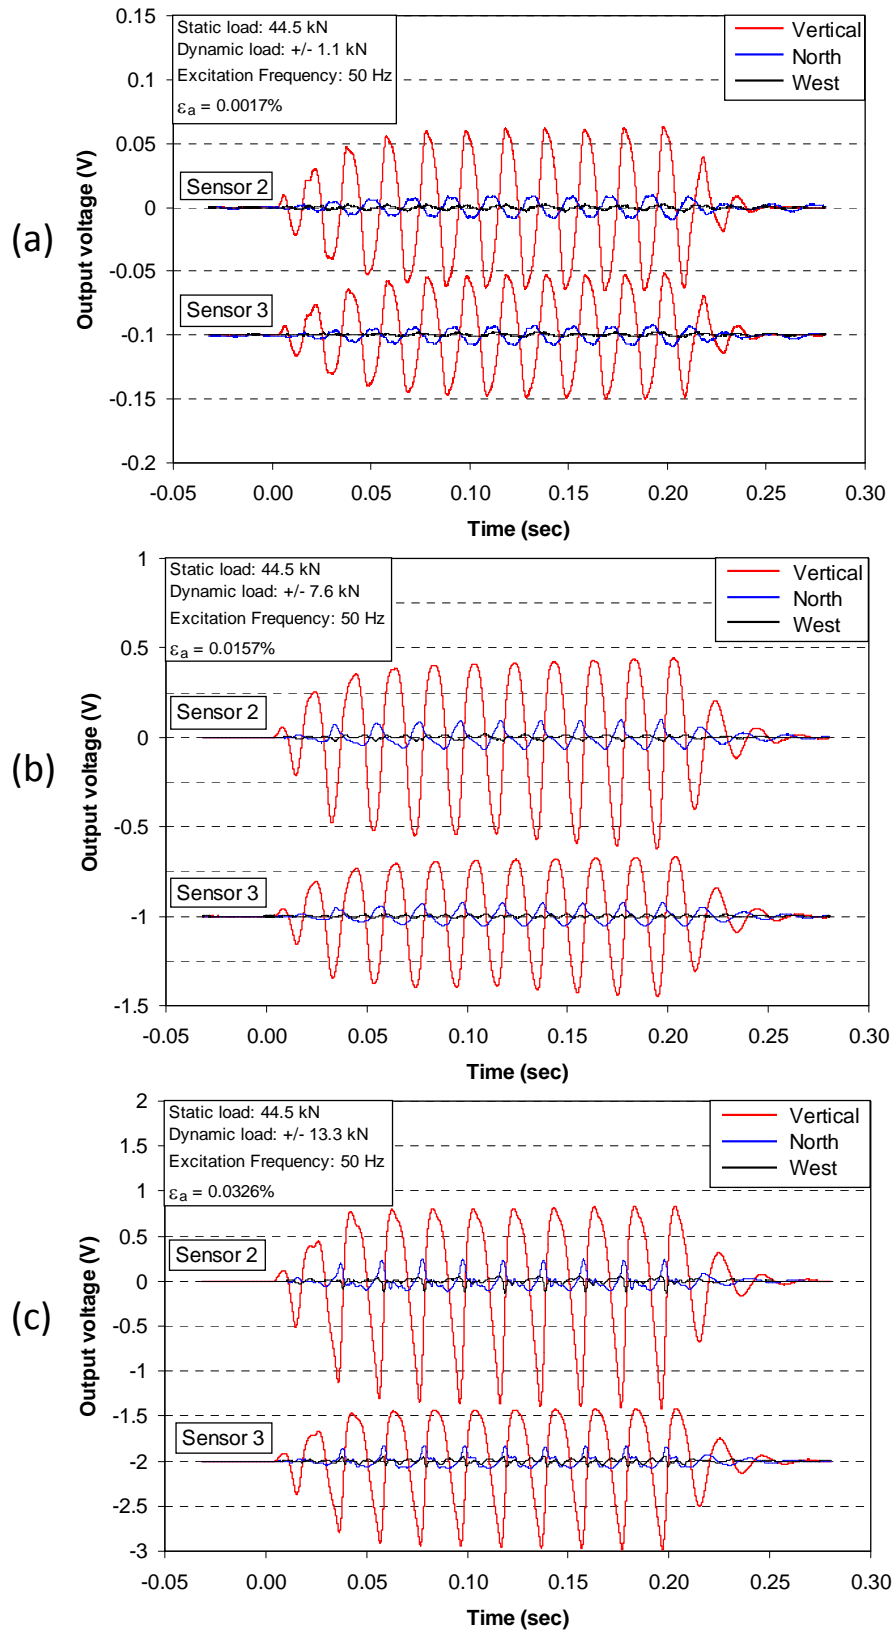 (a)
Static load: 44.5 kN
Dynamic load: +/- 1.1 kN
Excitation Frequency: 50 Hz
εa = 0.0017%
Vertical
North
West
Sensor 2
Sensor 3
Output voltage (V)
0.15
0.1
0.05
0
-0.05
-0.1
-0.15
-0.2
-0.05 0.00 0.05 0.10 0.15 0.20 0.25 0.30
Time (sec)
(b)
Static load: 44.5 kN
Dynamic load: +/- 7.6 kN
Excitation Frequency: 50 Hz
εa = 0.0157%
Vertical
North
West
Sensor 2
Sensor 3
Output voltage (V)
1
0.5
0
-0.5
-1
-1.5
-0.05 0.00 0.05 0.10 0.15 0.20 0.25 0.30
Time (sec)
(c)
Static load: 44.5 kN
Dynamic load: +/- 13.3 kN
Excitation Frequency: 50 Hz
εa = 0.0326%
Vertical
North
West
Sensor 2
Sensor 3
Output voltage (V)
2
1.5
1
0.5
0
-0.5
-1
-1.5
-2
-2.5
-3
-0.05 0.00 0.05 0.10 0.15 0.20 0.25 0.30
Time (sec)